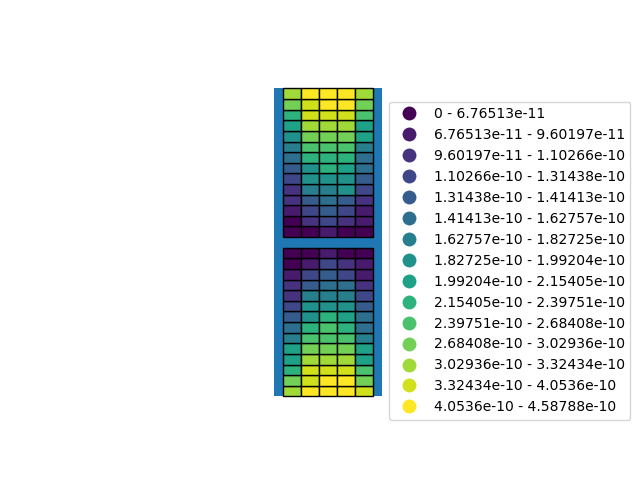 0 - 6.76513e-11
6.76513e-11 - 9.60197e-11
9.60197e-11 - 1.10266e-10
1.10266e-10 - 1.31438e-10
1.31438e-10 - 1.41413e-10
1.41413e-10 - 1.62757e-10
1.62757e-10 - 1.82725e-10
1.82725e-10 - 1.99204e-10
1.99204e-10 - 2.15405e-10
2.15405e-10 - 2.39751e-10
2.39751e-10 - 2.68408e-10
2.68408e-10 - 3.02936e-10
3.02936e-10 - 3.32434e-10
3.32434e-10 - 4.0536e-10
4.0536e-10 - 4.58788e-10